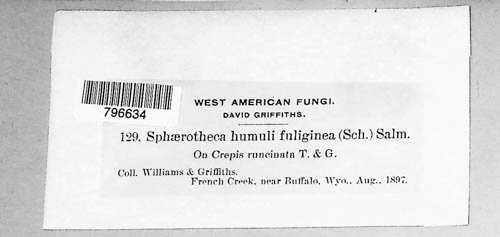 WEST AMERICAN FUNGI.
DAVID GRIFFITHS.
796634
129. Sphærotheca humuli fuliginea (Sch.) Salm.
On Crepis runcinata T. & G.
Coll. Williams & Griffiths.
French Creek, near Buffalo, Wyo., Aug., 1897.